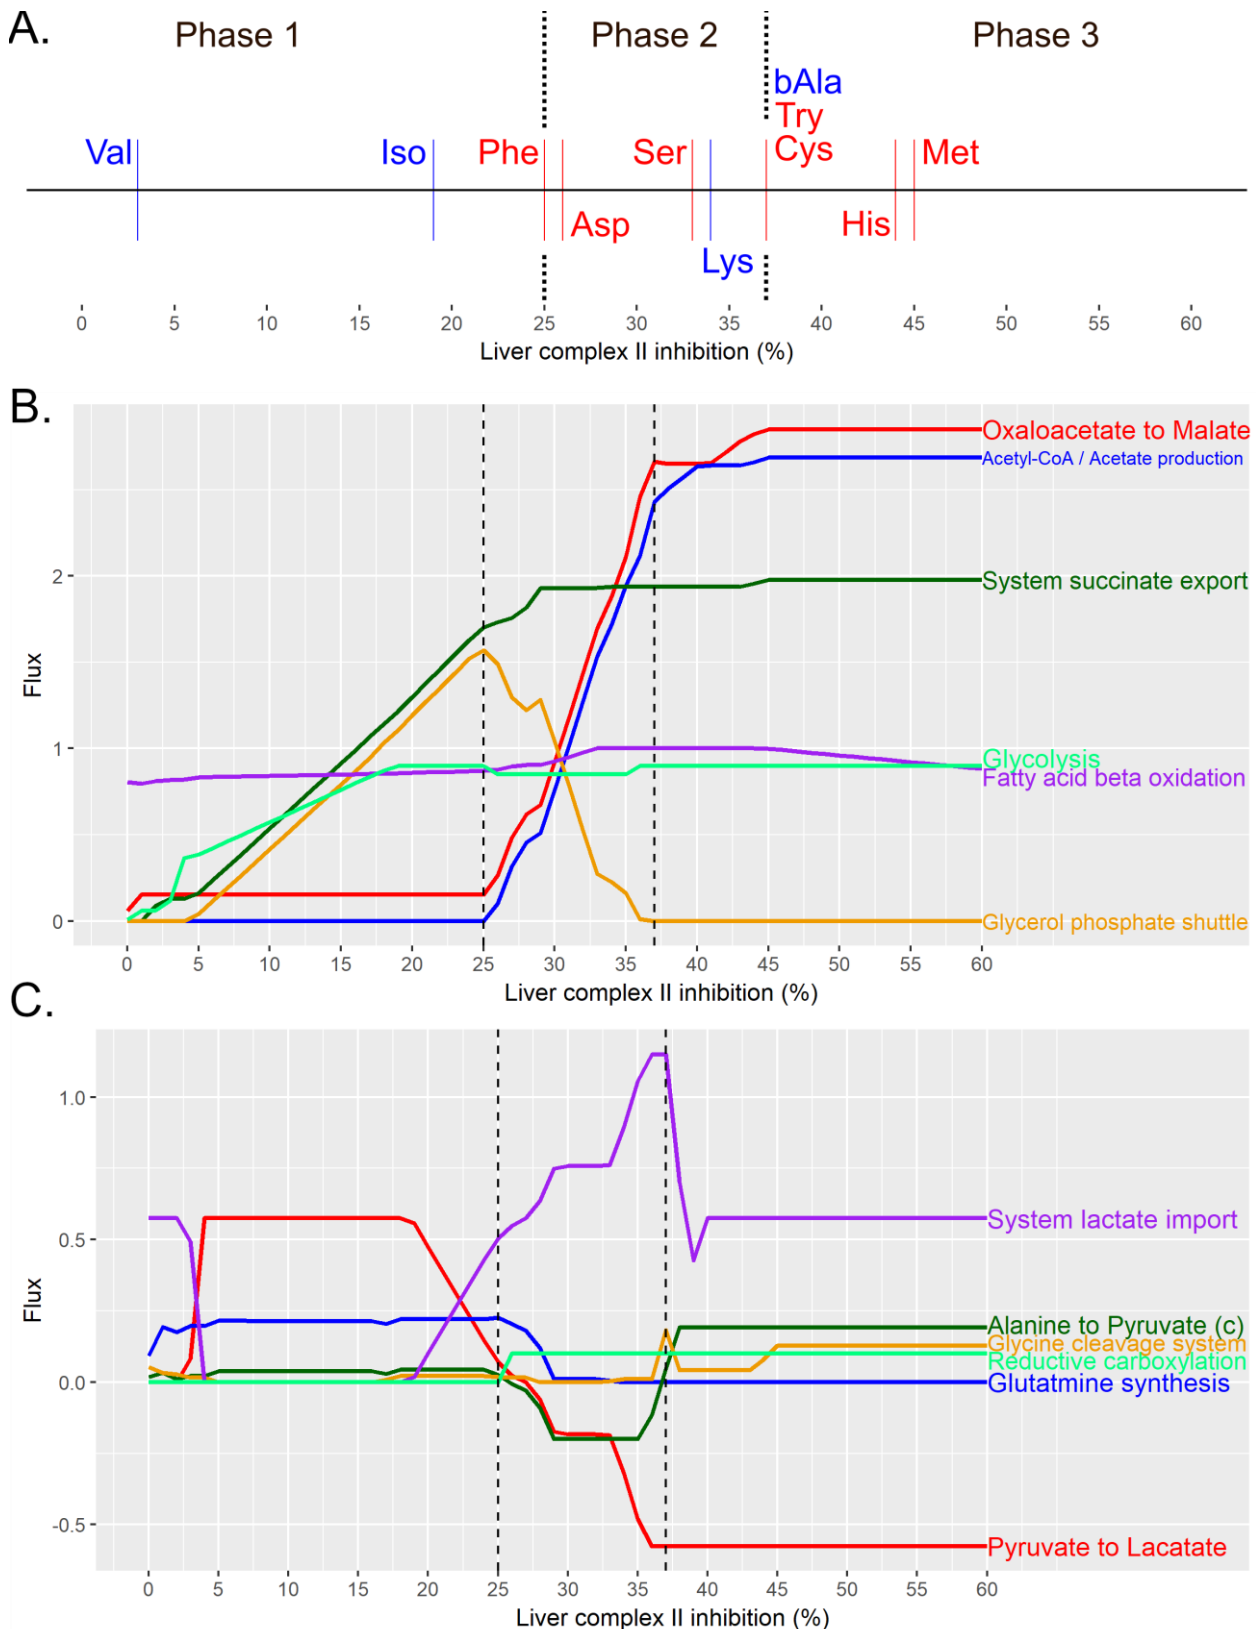 A.
Phase 1 Phase 2 Phase 3
bAla
Try
Val Iso Phe Ser Cys Met
Asp His
Lys
0 5 10 15 20 25 30 35 40 45 50 55 60
Liver complex II inhibition (%)
B.
Oxaloacetate to Malate
Acetyl-CoA / Acetate production
2
System succinate export
Flux
1
Glycolysis
Fatty acid beta oxidation
0
Glycerol phosphate shuttle
0 5 10 15 20 25 30 35 40 45 50 55 60
Liver complex II inhibition (%)
C.
1.0
System lactate import
0.5
Flux
Alanine to Pyruvate (c)
Glycine cleavage system
Reductive carboxylation
0.0
Glutatmine synthesis
-0.5
Pyruvate to Lacatate
0 5 10 15 20 25 30 35 40 45 50 55 60
Liver complex II inhibition (%)